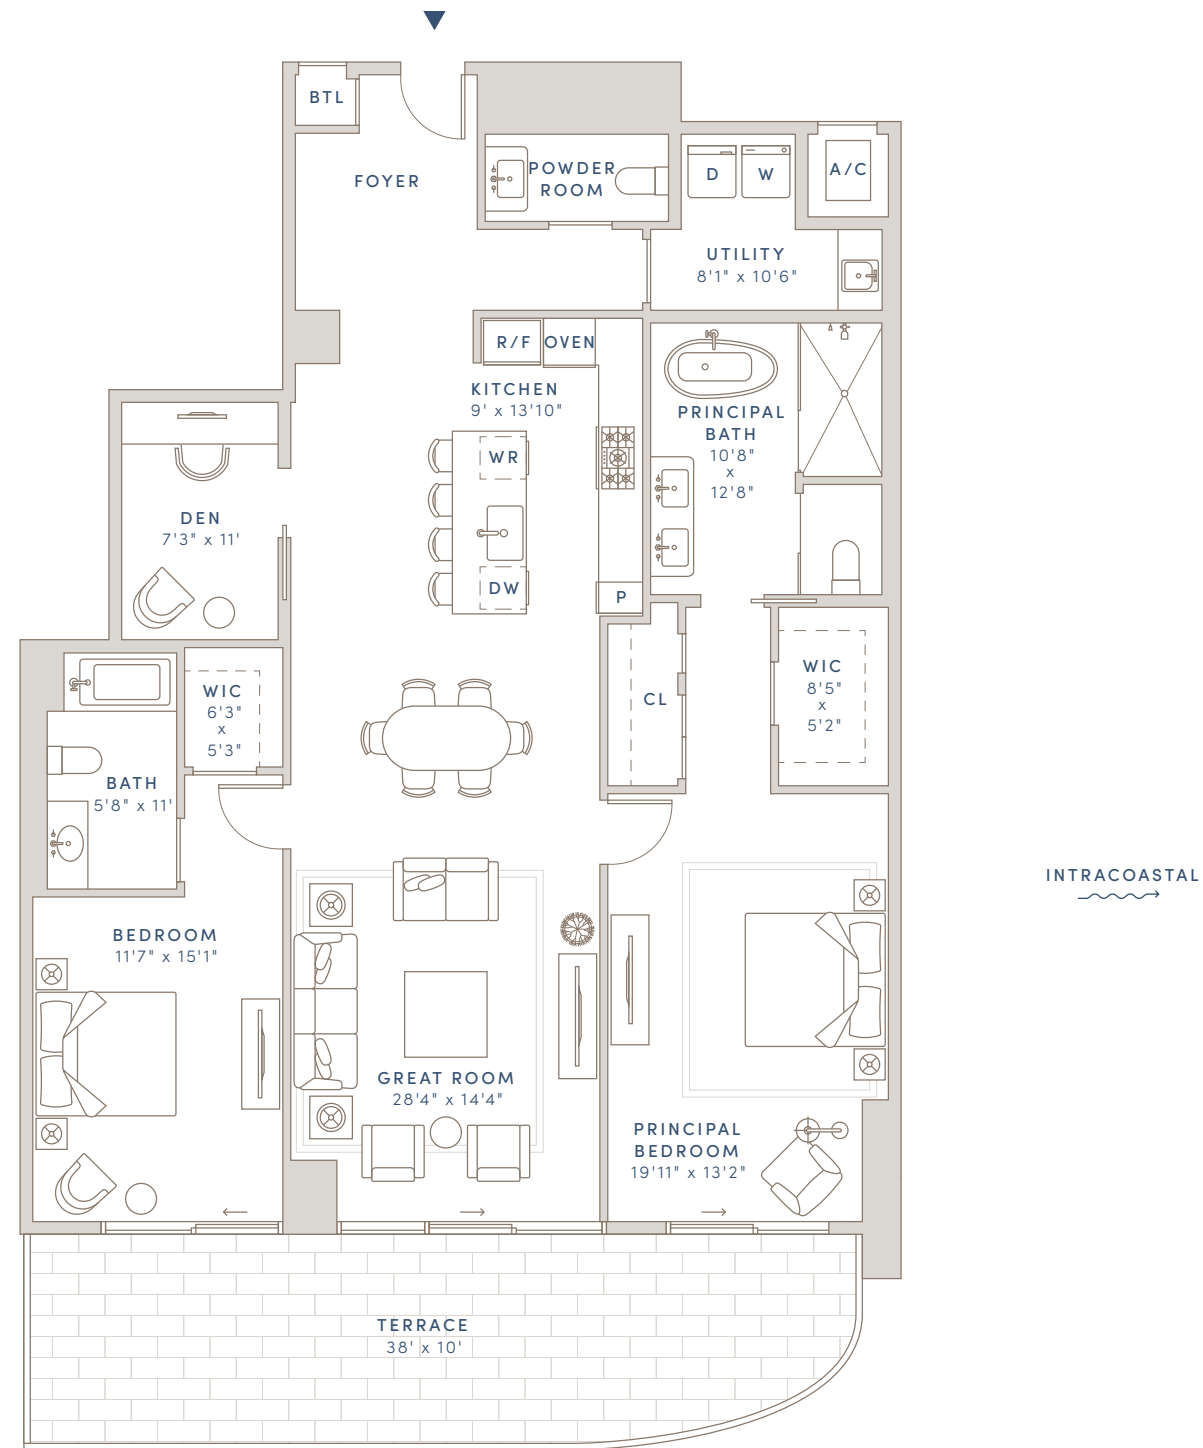 BTL
FOYER
POWDER
ROOM
D
W
A/C
UTILITY
8'1" x 10'6"
R/F
OVEN
KITCHEN
9' x 13'10"
PRINCIPAL
BATH
10'8"
x
12'8"
WR
DEN
7'3" x 11'
DW
P
WIC
6'3"
x
5'3"
CL
WIC
8'5"
x
5'2"
BATH
5'8" x 11'
INTRACOASTAL
BEDROOM
11'7" x 15'1"
GREAT ROOM
28'4" x 14'4"
PRINCIPAL
BEDROOM
19'11" x 13'2"
TERRACE
38' x 10'